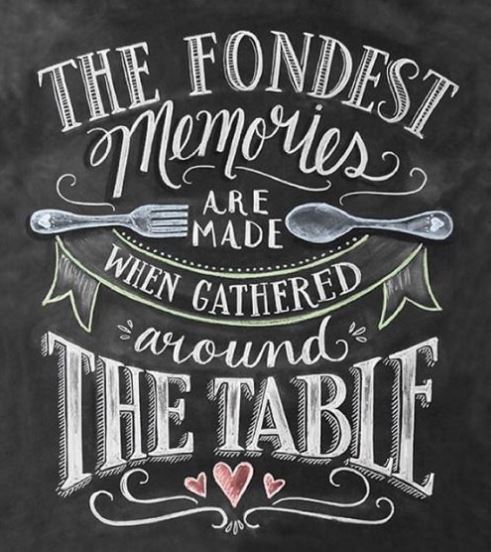 THE FONDEST
Memories
ARE
MADE
WHEN GATHERED
around
THE TABLE